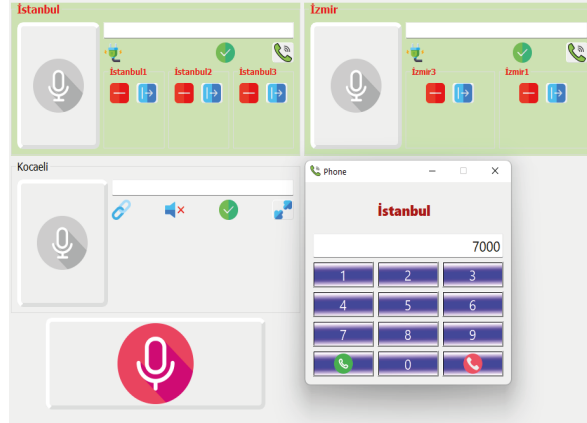 İstanbul
İzmir
İstanbul1 İstanbul2 İstanbul3
İzmir3 İzmir1
Kocaeli
Phone
İstanbul
7000
1 2 3
4 5 6
7 8 9
0